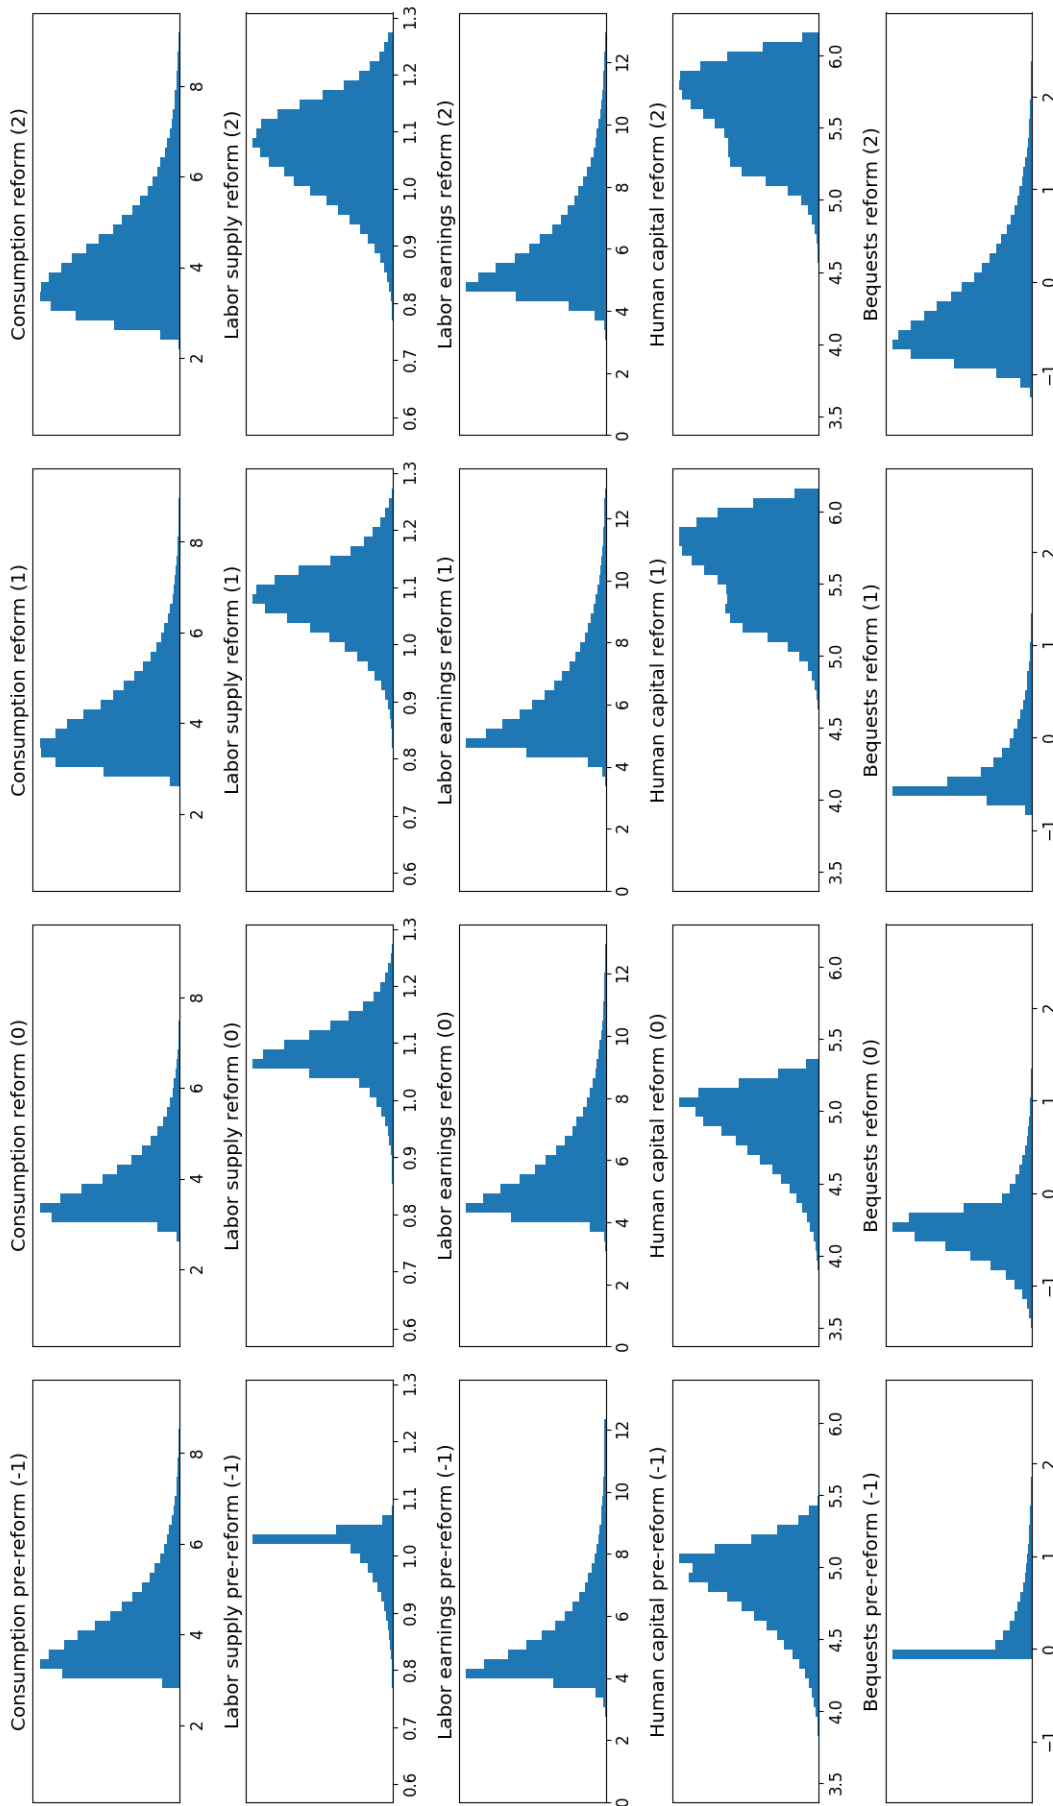 Consumption pre-reform (-1)
Consumption reform (0)
Consumption reform (1)
Consumption reform (2)
2 4 6 8
2 4 6 8
2 4 6 8
2 4 6 8
Labor supply pre-reform (-1)
Labor supply reform (0)
Labor supply reform (1)
Labor supply reform (2)
0.6 0.7 0.8 0.9 1.0 1.1 1.2 1.3
0.6 0.7 0.8 0.9 1.0 1.1 1.2 1.3
0.6 0.7 0.8 0.9 1.0 1.1 1.2 1.3
0.6 0.7 0.8 0.9 1.0 1.1 1.2 1.3
Labor earnings pre-reform (-1)
Labor earnings reform (0)
Labor earnings reform (1)
Labor earnings reform (2)
0 2 4 6 8 10 12
0 2 4 6 8 10 12
0 2 4 6 8 10 12
0 2 4 6 8 10 12
Human capital pre-reform (-1)
Human capital reform (0)
Human capital reform (1)
Human capital reform (2)
3.5 4.0 4.5 5.0 5.5 6.0
3.5 4.0 4.5 5.0 5.5 6.0
3.5 4.0 4.5 5.0 5.5 6.0
3.5 4.0 4.5 5.0 5.5 6.0
Bequests pre-reform (-1)
Bequests reform (0)
Bequests reform (1)
Bequests reform (2)
−1 0 1 2
−1 0 1 2
−1 0 1 2
−1 0 1 2